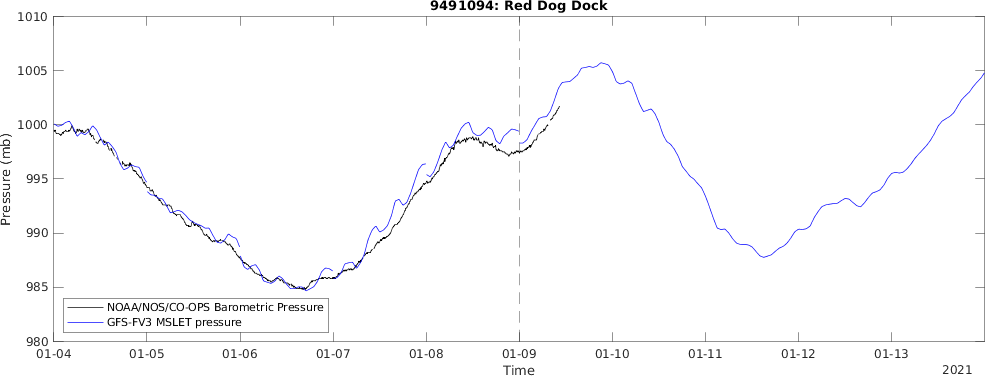 9491094: Red Dog Dock
Pressure (mb)
1010
1005
1000
995
990
985
980
NOAA/NOS/CO-OPS Barometric Pressure
GFS-FV3 MSLET pressure
01-04 01-05 01-06 01-07 01-08 01-09 01-10 01-11 01-12 01-13
Time
2021